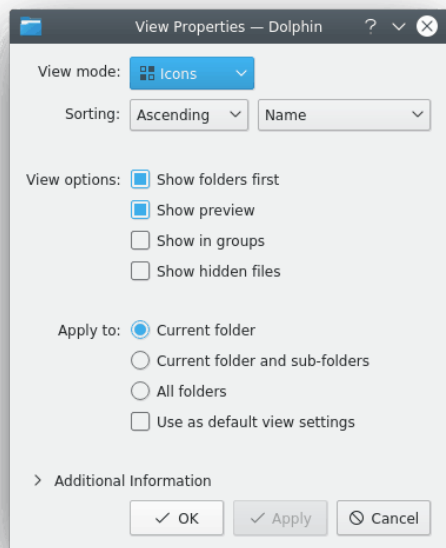 View Properties — Dolphin
View mode: Icons
Sorting: Ascending Name
View options: Show folders first
Show preview
Show in groups
Show hidden files
Apply to: Current folder
Current folder and sub-folders
All folders
Use as default view settings
Additional Information
OK Apply Cancel